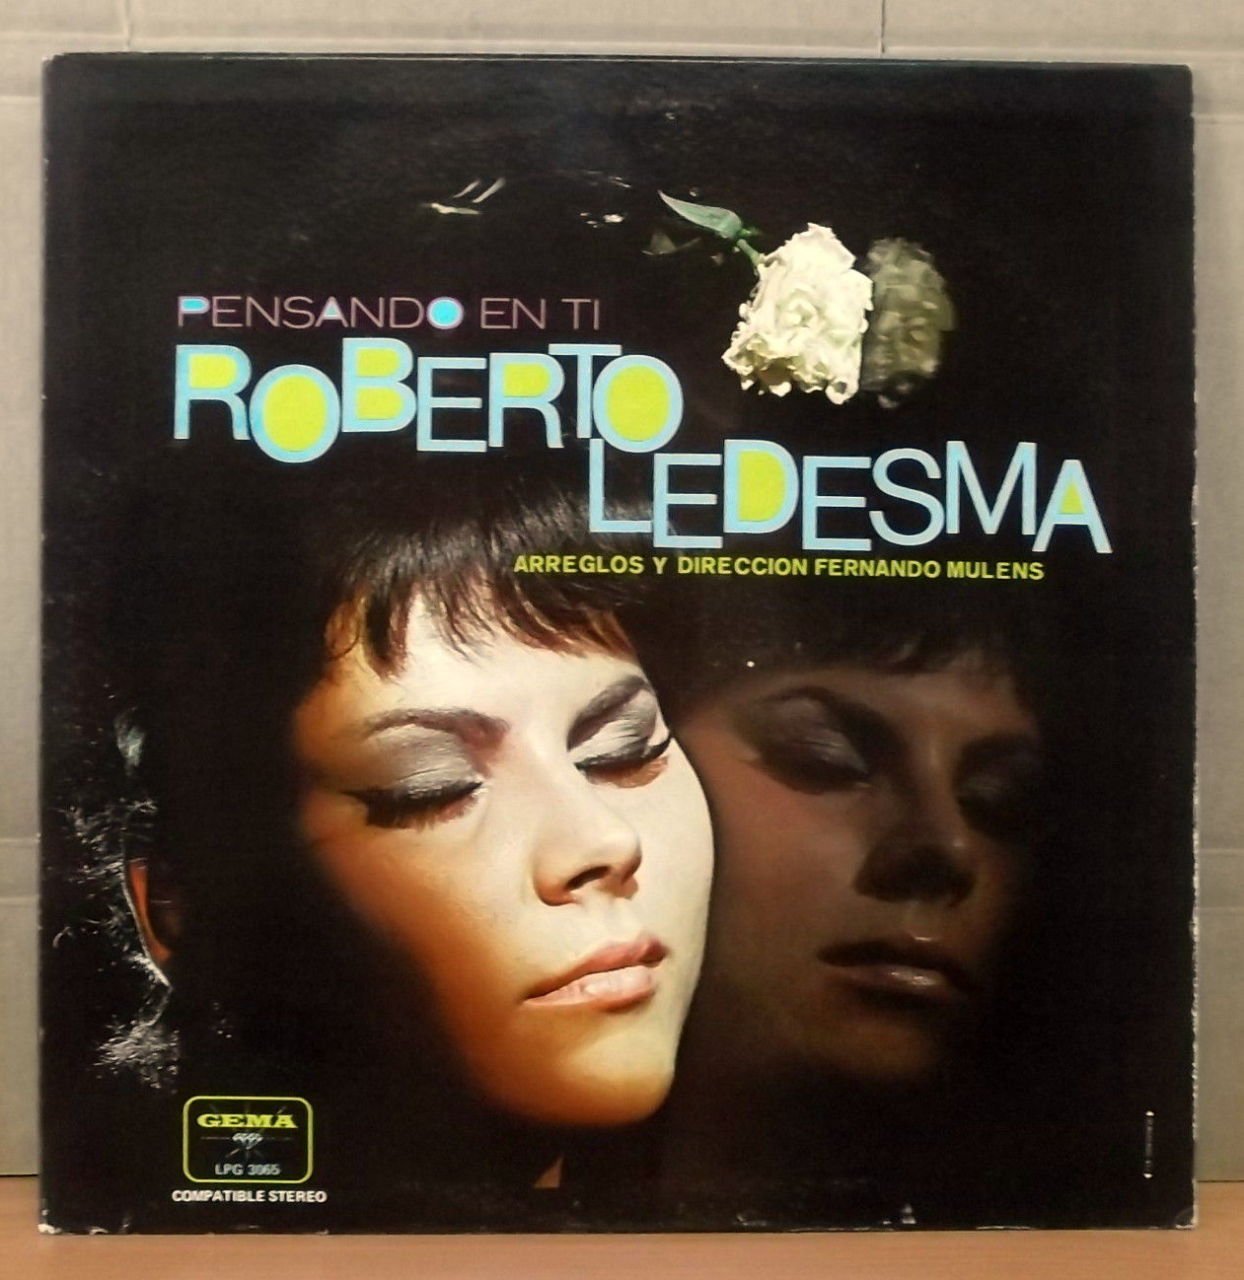 PENSANDO EN TI
ROBERTO
LEDESMA
ARREGLOS Y DIRECCION FERNANDO MULENS
GEMA
LPG 3065
COMPATIBLE STEREO